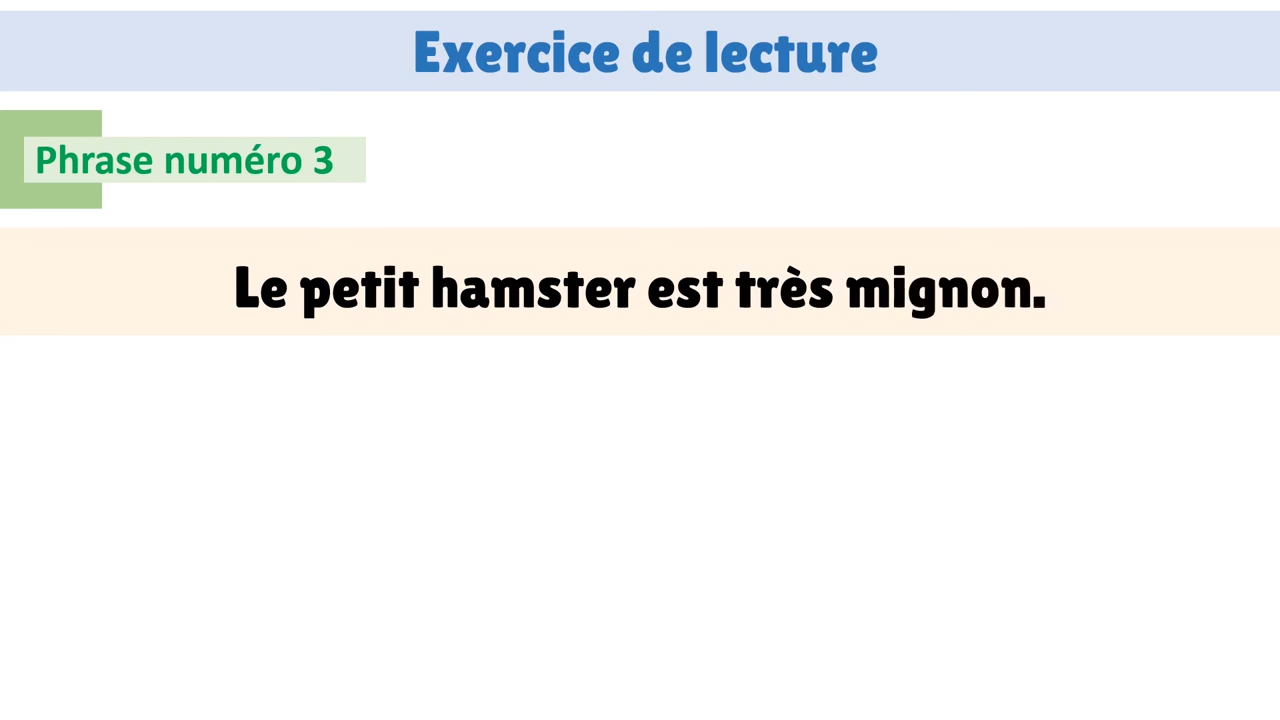 Exercice de lecture
Phrase numéro 3
Le petit hamster est très mignon.